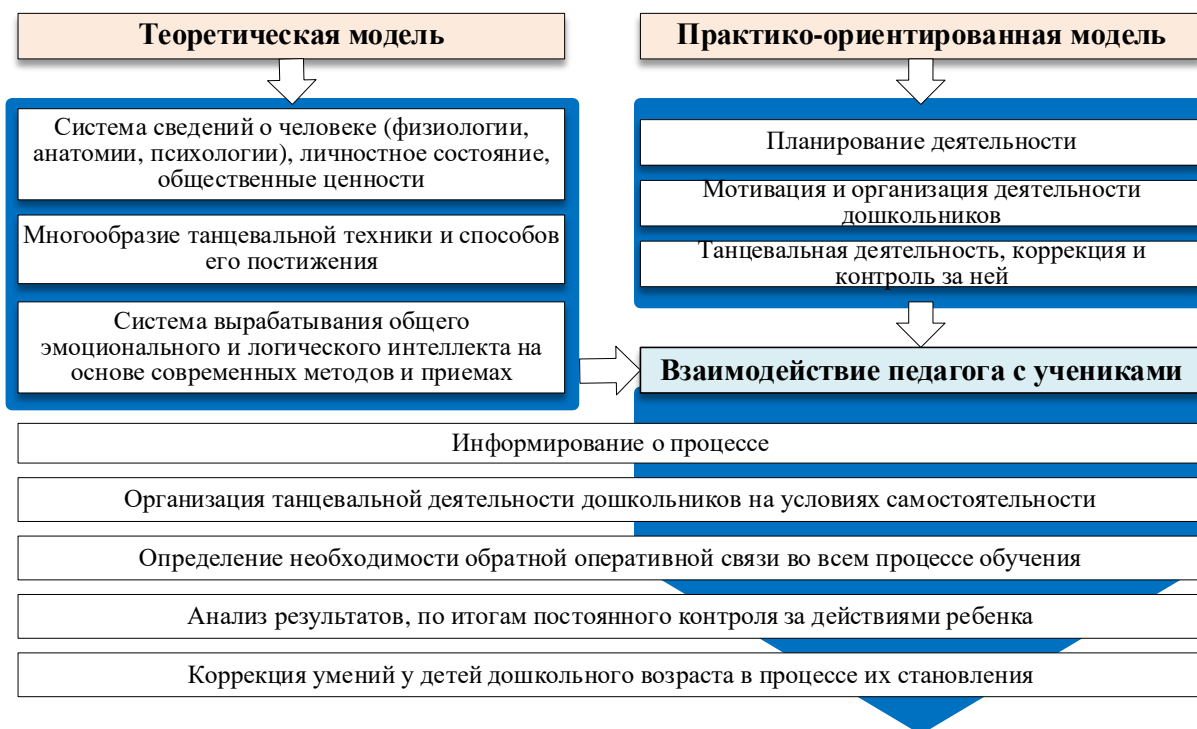 Теоретическая модель
Система сведений о человеке (физиологии,
анатомии, психологии), личностное состояние,
общественные ценности
Многообразие танцевальной техники и способов
его постижения
Система вырабатывания общего
эмоционального и логического интеллекта на
основе современных методов и приемах
Практико-ориентированная модель
Планирование деятельности
Мотивация и организация деятельности
дошкольников
Танцевальная деятельность, коррекция и
контроль за ней
Взаимодействие педагога с учениками
Информирование о процессе
Организация танцевальной деятельности дошкольников на условиях самостоятельности
Определение необходимости обратной оперативной связи во всем процессе обучения
Анализ результатов, по итогам постоянного контроля за действиями ребенка
Коррекция умений у детей дошкольного возраста в процессе их становления